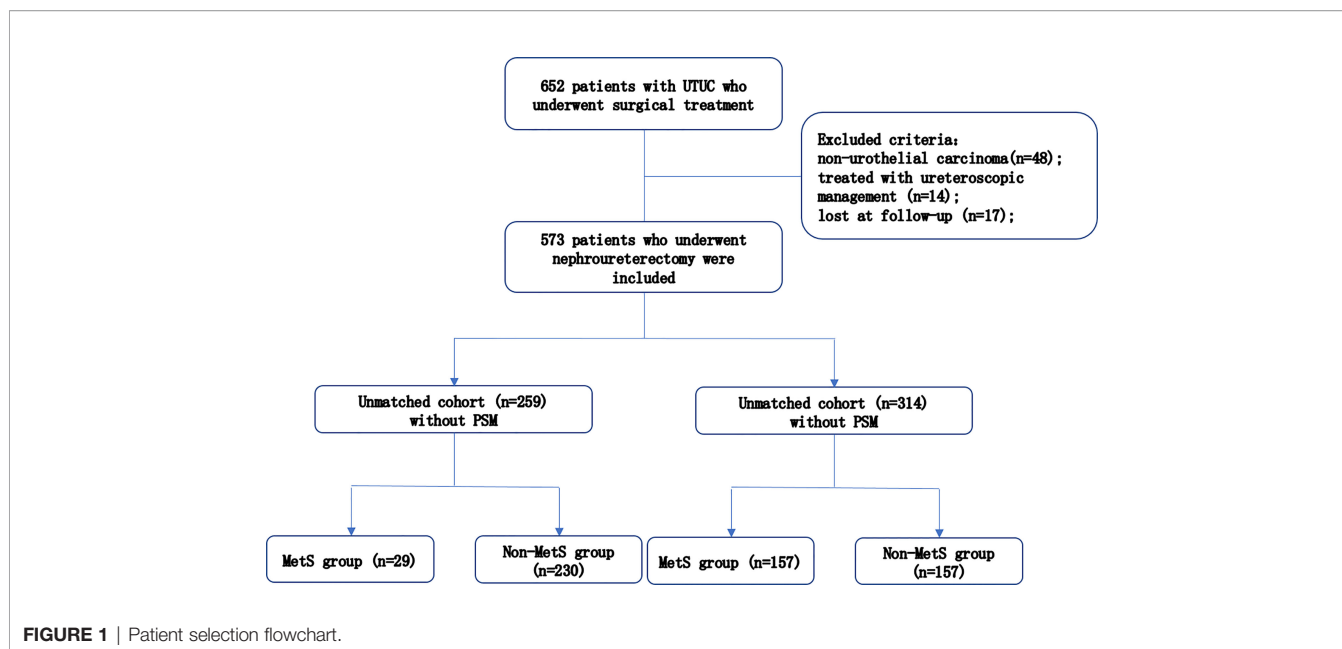 652 patients with UTUC who
underwent surgical treatment
Excluded criteria:
non-urothelial carcinoma(n=48);
treated with ureteroscopic
management (n=14);
lost at follow-up (n=17);
573 patients who underwent
nephroureterectomy were
included
Unmatched cohort (n=259)
without PSM
Unmatched cohort (n=314)
without PSM
MetS group (n=29)
Non-MetS group
(n=230)
MetS group (n=157)
Non-MetS group
(n=157)
FIGURE 1 | Patient selection flowchart.